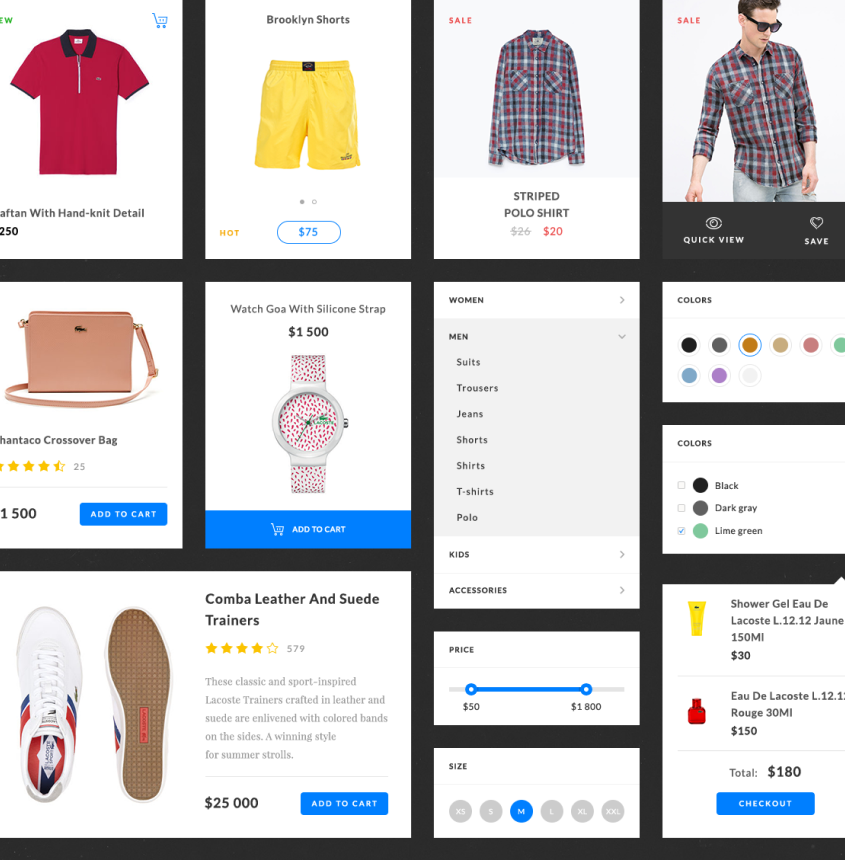 EW
aftan With Hand-knit Detail
250
Brooklyn Shorts
HOT
$75
SALE
STRIPED
POLO SHIRT
$26 $20
SALE
QUICK VIEW
SAVE
hantaco Crossover Bag
25
1 500
ADD TO CART
Watch Goa With Silicone Strap
$1 500
LACOSTE
ADD TO CART
WOMEN
MEN
Suits
Trousers
Jeans
Shorts
Shirts
T-shirts
Polo
KIDS
ACCESSORIES
COLORS
COLORS
Black
Dark gray
Lime green
Comba Leather And Suede
Trainers
579
These classic and sport-inspired
Lacoste Trainers crafted in leather and
suede are enlivened with colored bands
on the sides. A winning style
for summer strolls.
$25 000
ADD TO CART
LACOSTE
PRICE
$50
$1 800
SIZE
XS
S
M
L
XL
XXL
Shower Gel Eau De
Lacoste L.12.12 Jaune
150Ml
$30
Eau De Lacoste L.12.12
Rouge 30Ml
$150
Total: $180
CHECKOUT